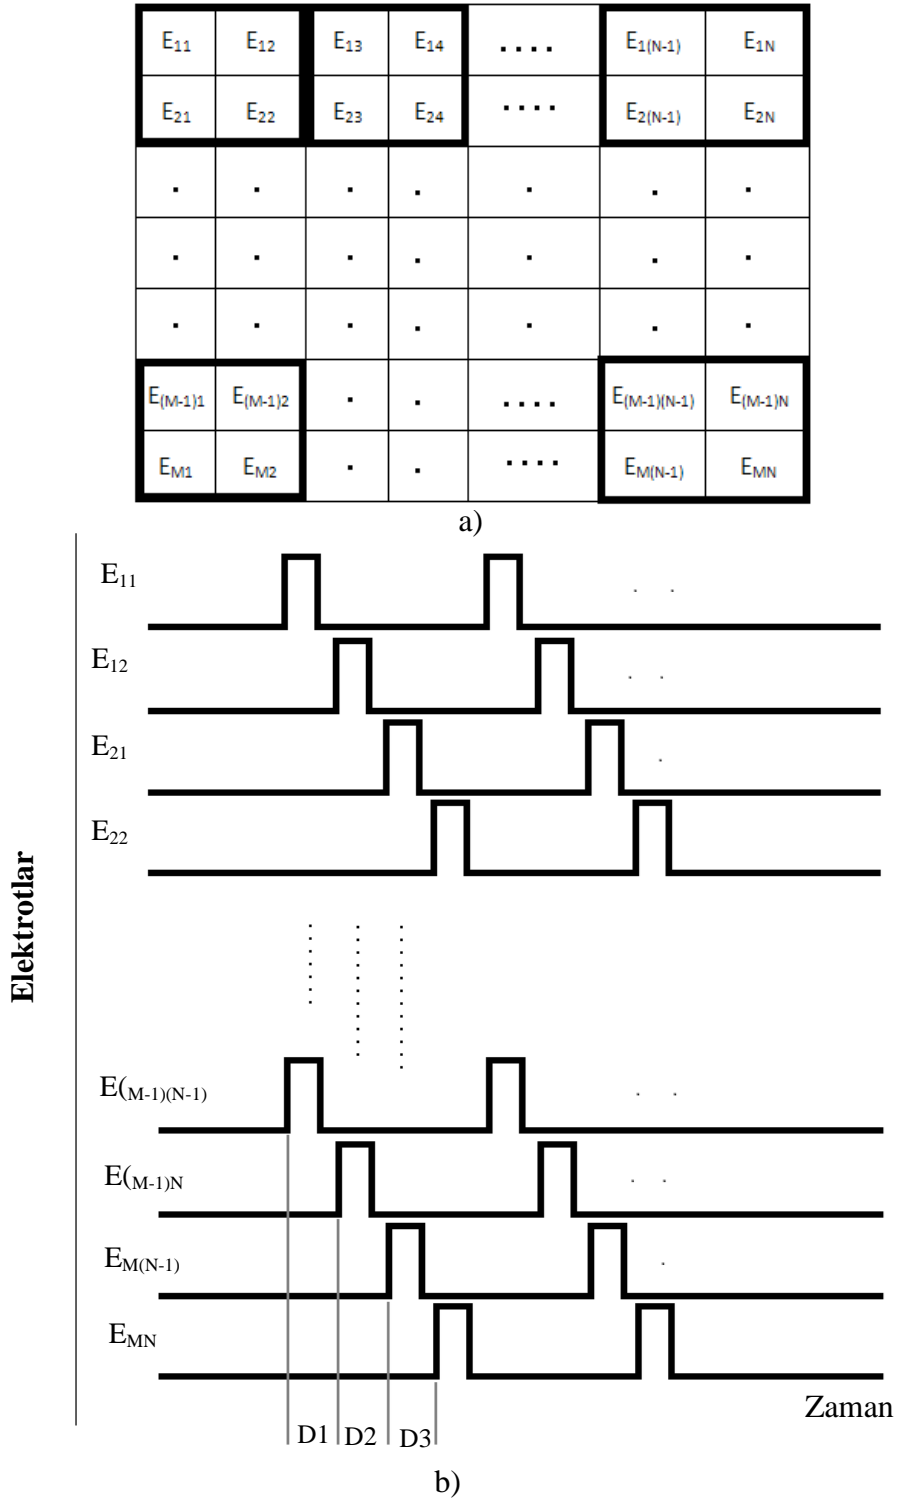 E11 E12 E13 E14 .... E1(N-1) E1N
E21 E22 E23 E24 .... E2(N-1) E2N
. . . . . . .
. . . . . . .
. . . . . . .
E(M-1)1 E(M-1)2 . . .... E(M-1)(N-1) E(M-1)N
EM1 EM2 . . .... EM(N-1) EMN
a)
Elektrotlar
E11 . .
E12 . .
E21 .
E22
E(M-1)(N-1) . .
E(M-1)N . .
EM(N-1) .
EMN
Zaman
D1 D2 D3
b)